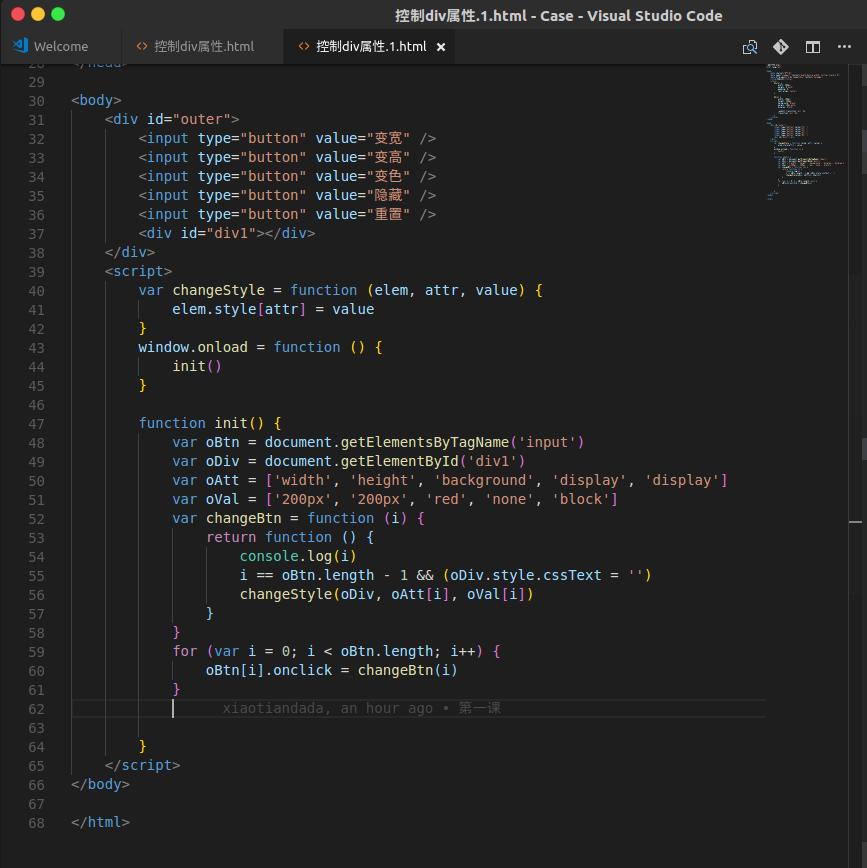 控制div属性.1.html - Case - Visual Studio Code
Welcome
控制div属性.html
控制div属性.1.html ×
28 </head>
29
30 <body>
31 <div id="outer">
32 <input type="button" value="变宽" />
33 <input type="button" value="变高" />
34 <input type="button" value="变色" />
35 <input type="button" value="隐藏" />
36 <input type="button" value="重置" />
37 <div id="div1"></div>
38 </div>
39 <script>
40 var changeStyle = function (elem, attr, value) {
41 elem.style[attr] = value
42 }
43 window.onload = function () {
44 init()
45 }
46
47 function init() {
48 var oBtn = document.getElementsByTagName('input')
49 var oDiv = document.getElementById('div1')
50 var oAtt = ['width', 'height', 'background', 'display', 'display']
51 var oVal = ['200px', '200px', 'red', 'none', 'block']
52 var changeBtn = function (i) {
53 return function () {
54 console.log(i)
55 i == oBtn.length - 1 && (oDiv.style.cssText = '')
56 changeStyle(oDiv, oAtt[i], oVal[i])
57 }
58 }
59 for (var i = 0; i < oBtn.length; i++) {
60 oBtn[i].onclick = changeBtn(i)
61 }
62 xiaotiandada, an hour ago • 第一课
63
64 }
65 </script>
66 </body>
67
68 </html>